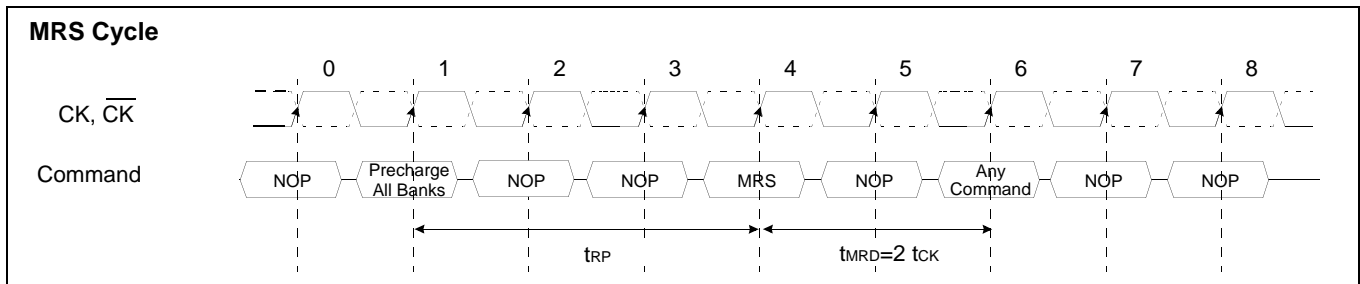 MRS Cycle
0 1 2 3 4 5 6 7 8
CK, C̅K̅
Command
NOP Precharge All Banks NOP NOP MRS NOP Any Command NOP NOP
tRP tMRD=2 tCK